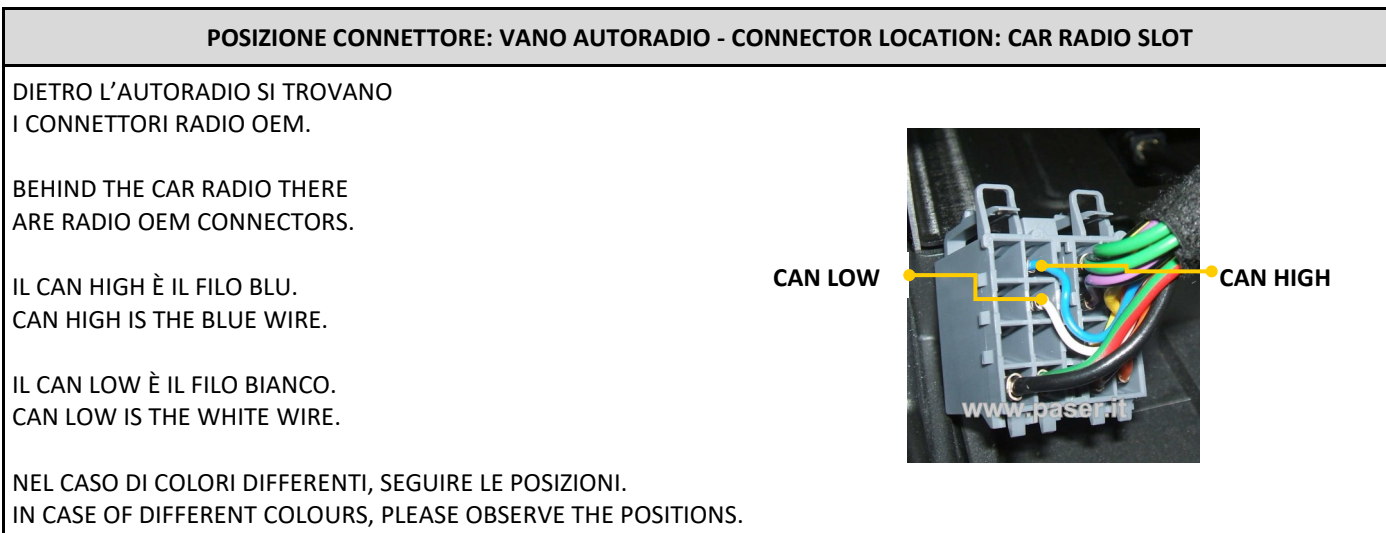 POSIZIONE CONNETTORE: VANO AUTORADIO - CONNECTOR LOCATION: CAR RADIO SLOT
DIETRO L’AUTORADIO SI TROVANO
I CONNETTORI RADIO OEM.
BEHIND THE CAR RADIO THERE
ARE RADIO OEM CONNECTORS.
IL CAN HIGH È IL FILO BLU.
CAN HIGH IS THE BLUE WIRE.
IL CAN LOW È IL FILO BIANCO.
CAN LOW IS THE WHITE WIRE.
NEL CASO DI COLORI DIFFERENTI, SEGUIRE LE POSIZIONI.
IN CASE OF DIFFERENT COLOURS, PLEASE OBSERVE THE POSITIONS.
CAN LOW
CAN HIGH
www.paser.it